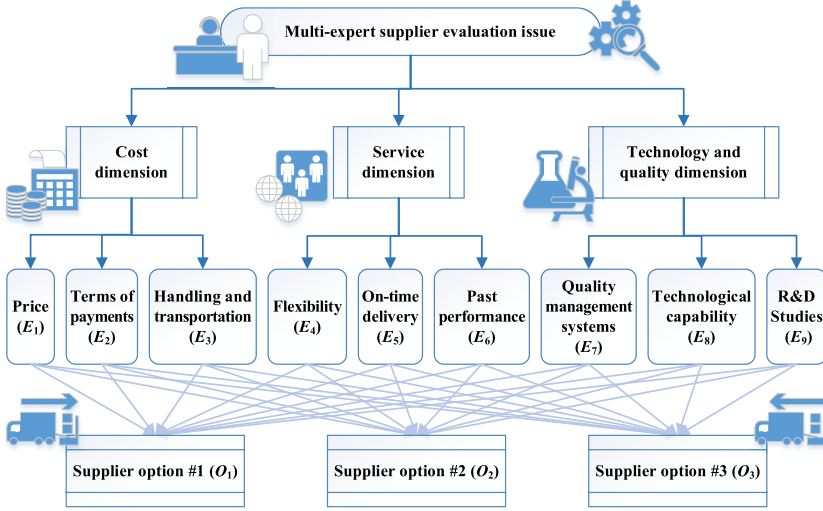 Multi-expert supplier evaluation issue
Cost
dimension
Service
dimension
Technology and
quality dimension
Price
(E1)
Terms of
payments
(E2)
Handling and
transportation
(E3)
Flexibility
(E4)
On-time
delivery
(E5)
Past
performance
(E6)
Quality
management
systems
(E7)
Technological
capability
(E8)
R&D
Studies
(E9)
Supplier option #1 (O1)
Supplier option #2 (O2)
Supplier option #3 (O3)